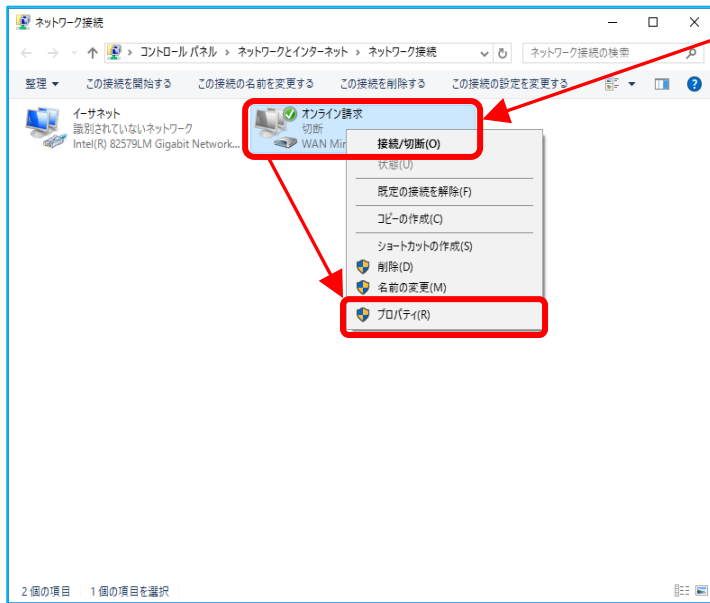 ネットワーク接続
コントロール パネル › ネットワークとインターネット › ネットワーク接続
ネットワーク接続の検索
整理 この接続を開始する この接続の名前を変更する この接続を削除する この接続の設定を変更する
イーサネット
識別されていないネットワーク
Intel(R) 82579LM Gigabit Network...
オンライン請求
切断
WAN Min
接続/切断(O)
状態(U)
既定の接続を解除(F)
コピーの作成(C)
ショートカットの作成(S)
削除(D)
名前の変更(M)
プロパティ(R)
2 個の項目 1 個の項目を選択